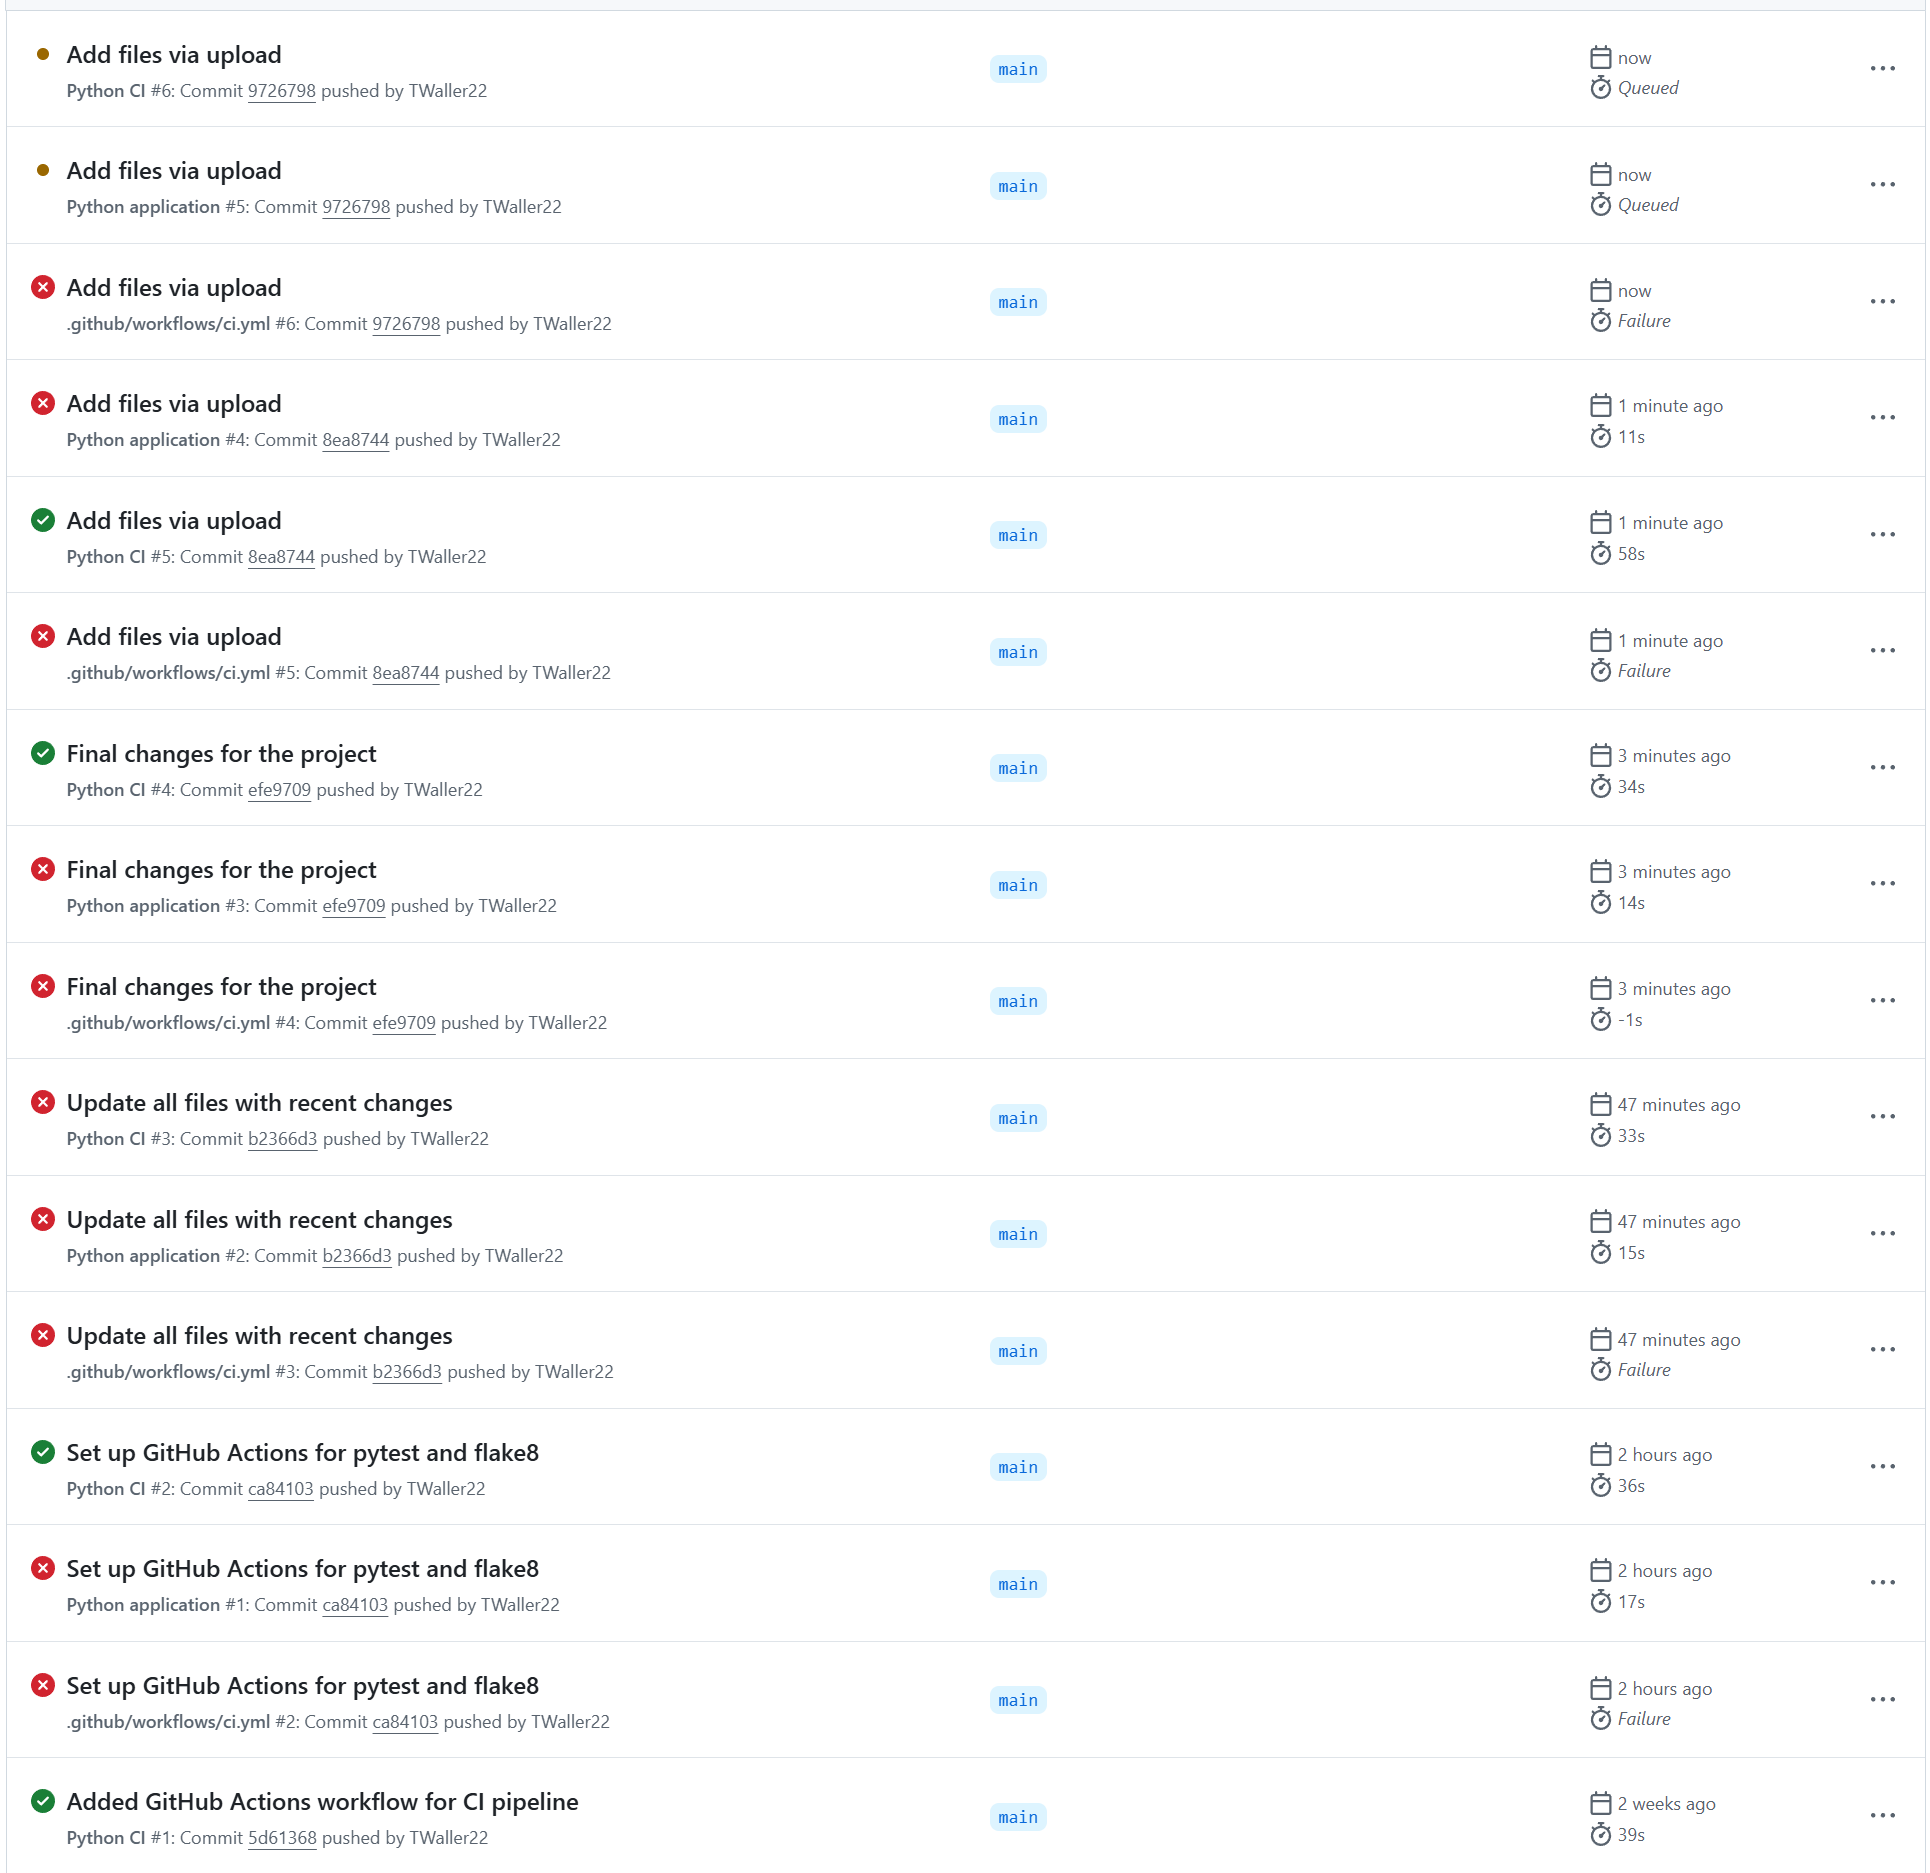 Add files via upload
Python CI #6: Commit 9726798 pushed by TWaller22
main
now
Queued
Add files via upload
Python application #5: Commit 9726798 pushed by TWaller22
main
now
Queued
Add files via upload
.github/workflows/ci.yml #6: Commit 9726798 pushed by TWaller22
main
now
Failure
Add files via upload
Python application #4: Commit 8ea8744 pushed by TWaller22
main
1 minute ago
11s
Add files via upload
Python CI #5: Commit 8ea8744 pushed by TWaller22
main
1 minute ago
58s
Add files via upload
.github/workflows/ci.yml #5: Commit 8ea8744 pushed by TWaller22
main
1 minute ago
Failure
Final changes for the project
Python CI #4: Commit efe9709 pushed by TWaller22
main
3 minutes ago
34s
Final changes for the project
Python application #3: Commit efe9709 pushed by TWaller22
main
3 minutes ago
14s
Final changes for the project
.github/workflows/ci.yml #4: Commit efe9709 pushed by TWaller22
main
3 minutes ago
-1s
Update all files with recent changes
Python CI #3: Commit b2366d3 pushed by TWaller22
main
47 minutes ago
33s
Update all files with recent changes
Python application #2: Commit b2366d3 pushed by TWaller22
main
47 minutes ago
15s
Update all files with recent changes
.github/workflows/ci.yml #3: Commit b2366d3 pushed by TWaller22
main
47 minutes ago
Failure
Set up GitHub Actions for pytest and flake8
Python CI #2: Commit ca84103 pushed by TWaller22
main
2 hours ago
36s
Set up GitHub Actions for pytest and flake8
Python application #1: Commit ca84103 pushed by TWaller22
main
2 hours ago
17s
Set up GitHub Actions for pytest and flake8
.github/workflows/ci.yml #2: Commit ca84103 pushed by TWaller22
main
2 hours ago
Failure
Added GitHub Actions workflow for CI pipeline
Python CI #1: Commit 5d61368 pushed by TWaller22
main
2 weeks ago
39s